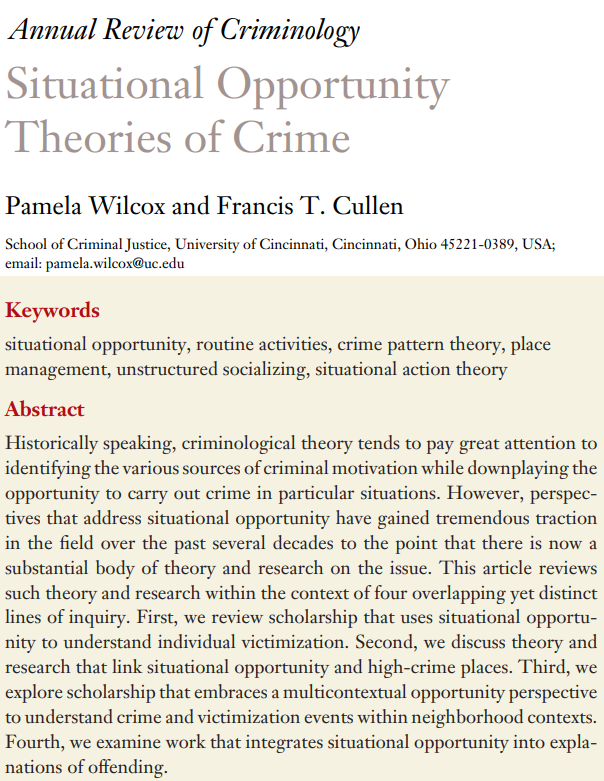 Annual Review of Criminology
Situational Opportunity
Theories of Crime
Pamela Wilcox and Francis T. Cullen
School of Criminal Justice, University of Cincinnati, Cincinnati, Ohio 45221-0389, USA;
email: pamela.wilcox@uc.edu
Keywords
situational opportunity, routine activities, crime pattern theory, place
management, unstructured socializing, situational action theory
Abstract
Historically speaking, criminological theory tends to pay great attention to
identifying the various sources of criminal motivation while downplaying the
opportunity to carry out crime in particular situations. However, perspec-
tives that address situational opportunity have gained tremendous traction
in the field over the past several decades to the point that there is now a
substantial body of theory and research on the issue. This article reviews
such theory and research within the context of four overlapping yet distinct
lines of inquiry. First, we review scholarship that uses situational opportu-
nity to understand individual victimization. Second, we discuss theory and
research that link situational opportunity and high-crime places. Third, we
explore scholarship that embraces a multicontextual opportunity perspective
to understand crime and victimization events within neighborhood contexts.
Fourth, we examine work that integrates situational opportunity into expla-
nations of offending.